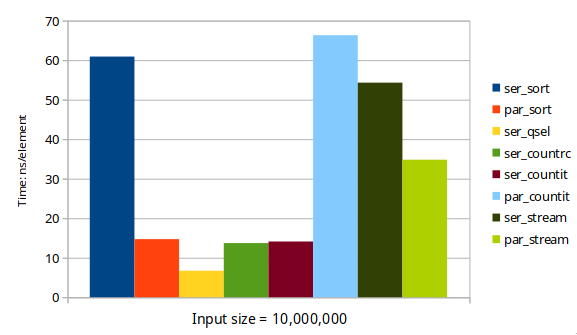 70
60
50
40
30
20
10
0
Time: ns/element
Input size = 10,000,000
ser_sort
par_sort
ser_qsel
ser_countrc
ser_countit
par_countit
ser_stream
par_stream